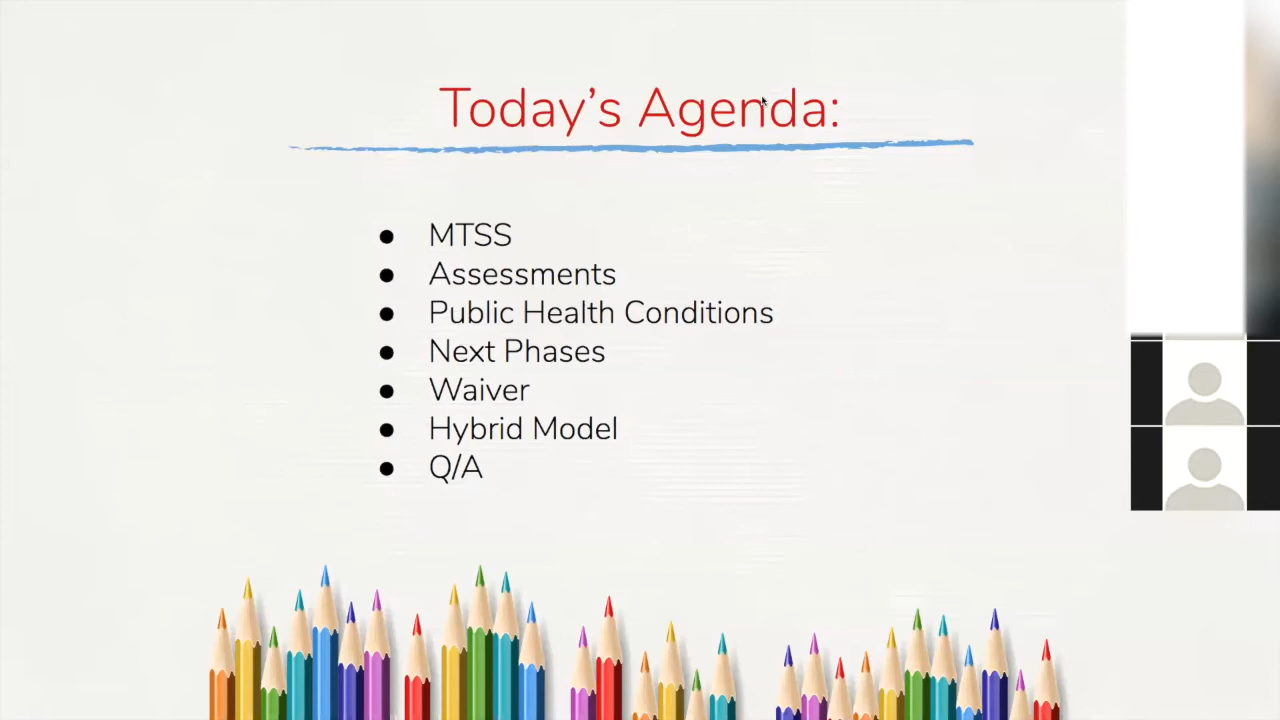 Today’s Agenda:
● MTSS
● Assessments
● Public Health Conditions
● Next Phases
● Waiver
● Hybrid Model
● Q/A